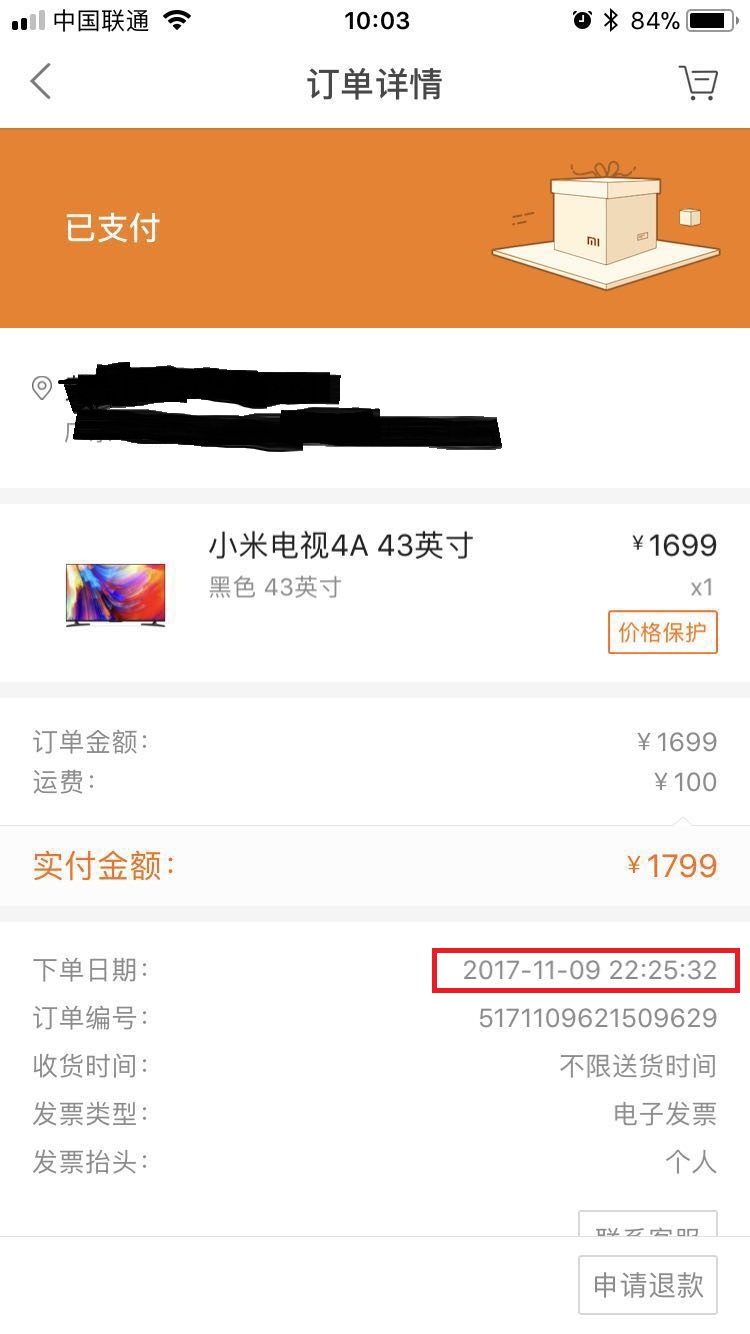 中国联通 10:03 84%
订单详情
已支付
mi
小米电视4A 43英寸 ¥1699
黑色 43英寸 x1
价格保护
订单金额: ¥1699
运费: ¥100
实付金额: ¥1799
下单日期: 2017-11-09 22:25:32
订单编号: 5171109621509629
收货时间: 不限送货时间
发票类型: 电子发票
发票抬头: 个人
联系客服
申请退款